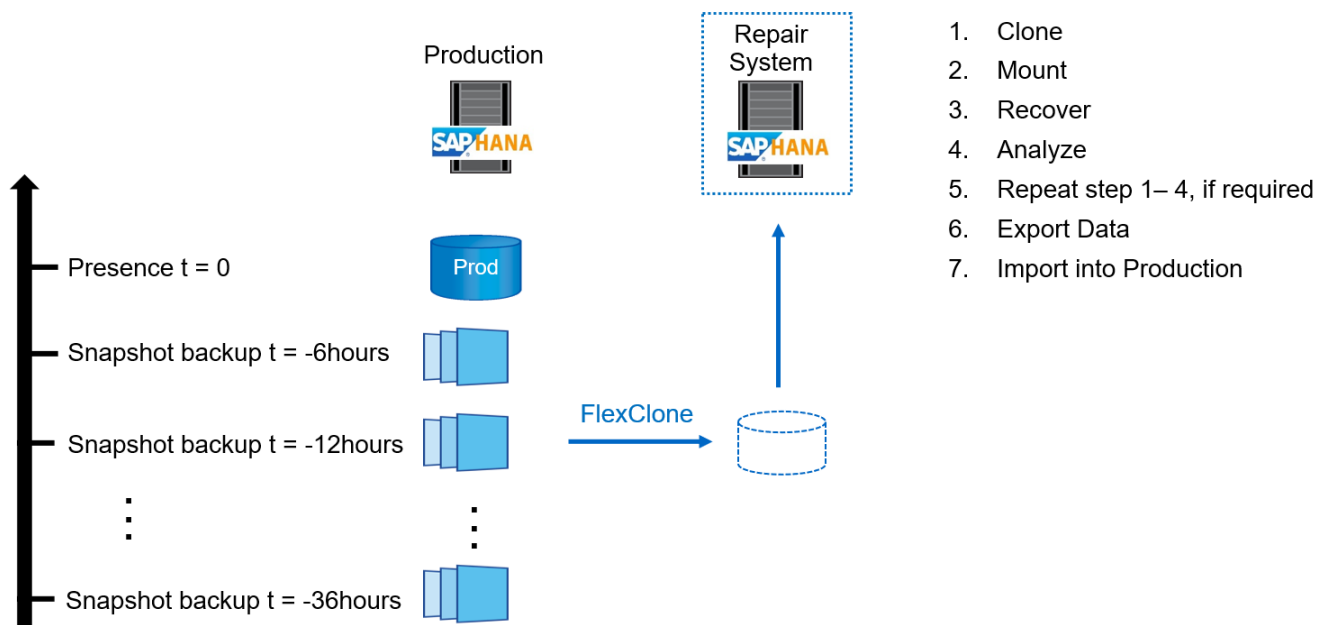 Production
SAP HANA
Repair
System
SAP HANA
1. Clone
2. Mount
3. Recover
4. Analyze
5. Repeat step 1– 4, if required
6. Export Data
7. Import into Production
Presence t = 0
Prod
Snapshot backup t = -6hours
Snapshot backup t = -12hours
FlexClone
Snapshot backup t = -36hours